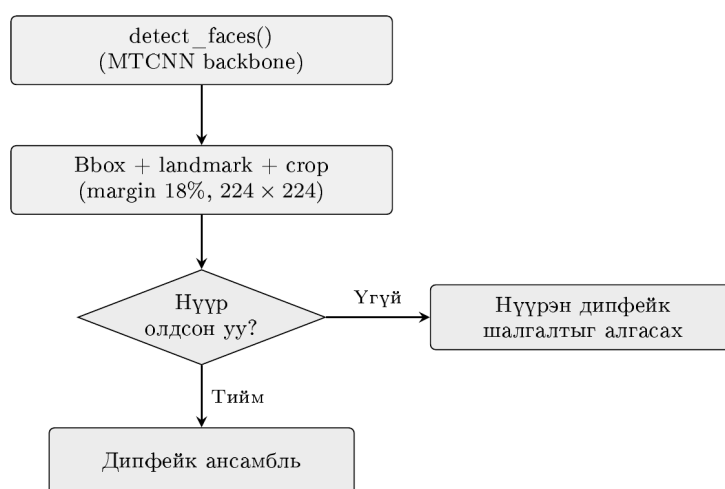 detect_faces()
(MTCNN backbone)
Bbox + landmark + crop
(margin 18%, 224 × 224)
Нүүр
олдсон уу?
Үгүй
Нүүрэн дипфейк
шалгалтыг алгасах
Тийм
Дипфейк ансамбль